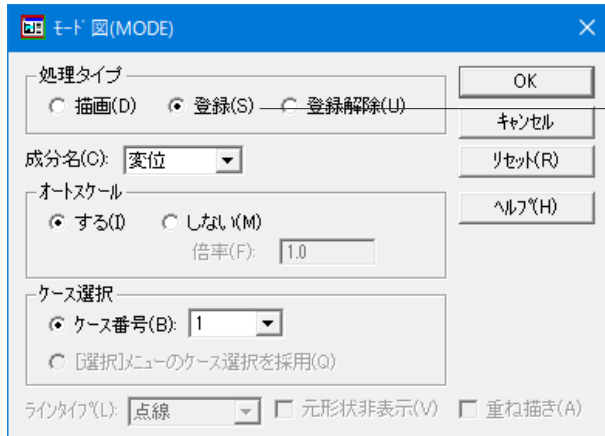 モード図(MODE)
処理タイプ
描画(D) 登録(S) 登録解除(U)
OK
キャンセル
成分名(C): 変位
リセット(R)
オートスケール
する(I) しない(M)
ヘルプ(H)
倍率(F): 1.0
ケース選択
ケース番号(B): 1
[選択]メニューのケース選択を採用(Q)
ラインタイプ(L): 点線 元形状非表示(V) 重ね描き(A)